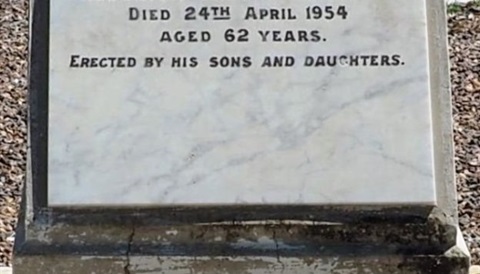 Died 24th April 1954
aged 62 years.
Erected by his sons and daughters.